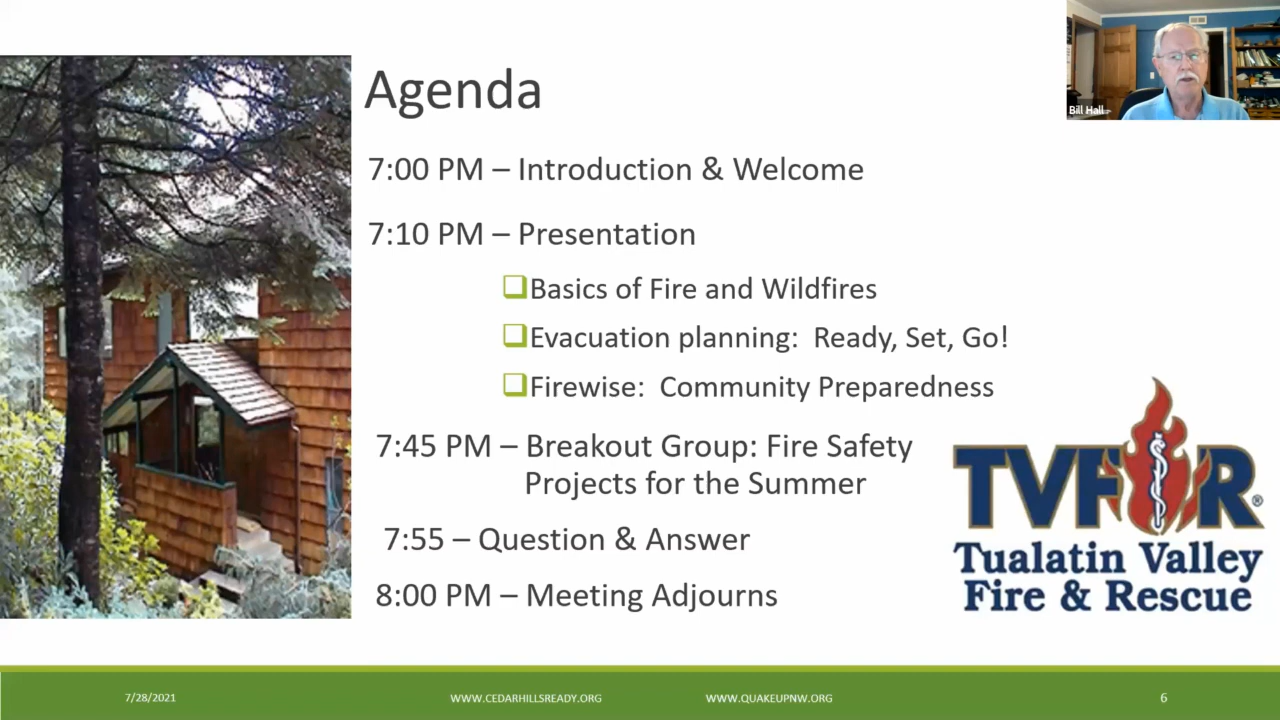 Agenda
Bill Hall
7:00 PM – Introduction & Welcome
7:10 PM – Presentation
Basics of Fire and Wildfires
Evacuation planning: Ready, Set, Go!
Firewise: Community Preparedness
7:45 PM – Breakout Group: Fire Safety
Projects for the Summer
7:55 – Question & Answer
8:00 PM – Meeting Adjourns
TVF&R®
Tualatin Valley
Fire & Rescue
7/28/2021
WWW.CEDARHILLSREADY.ORG
WWW.QUAKEUPNW.ORG
6